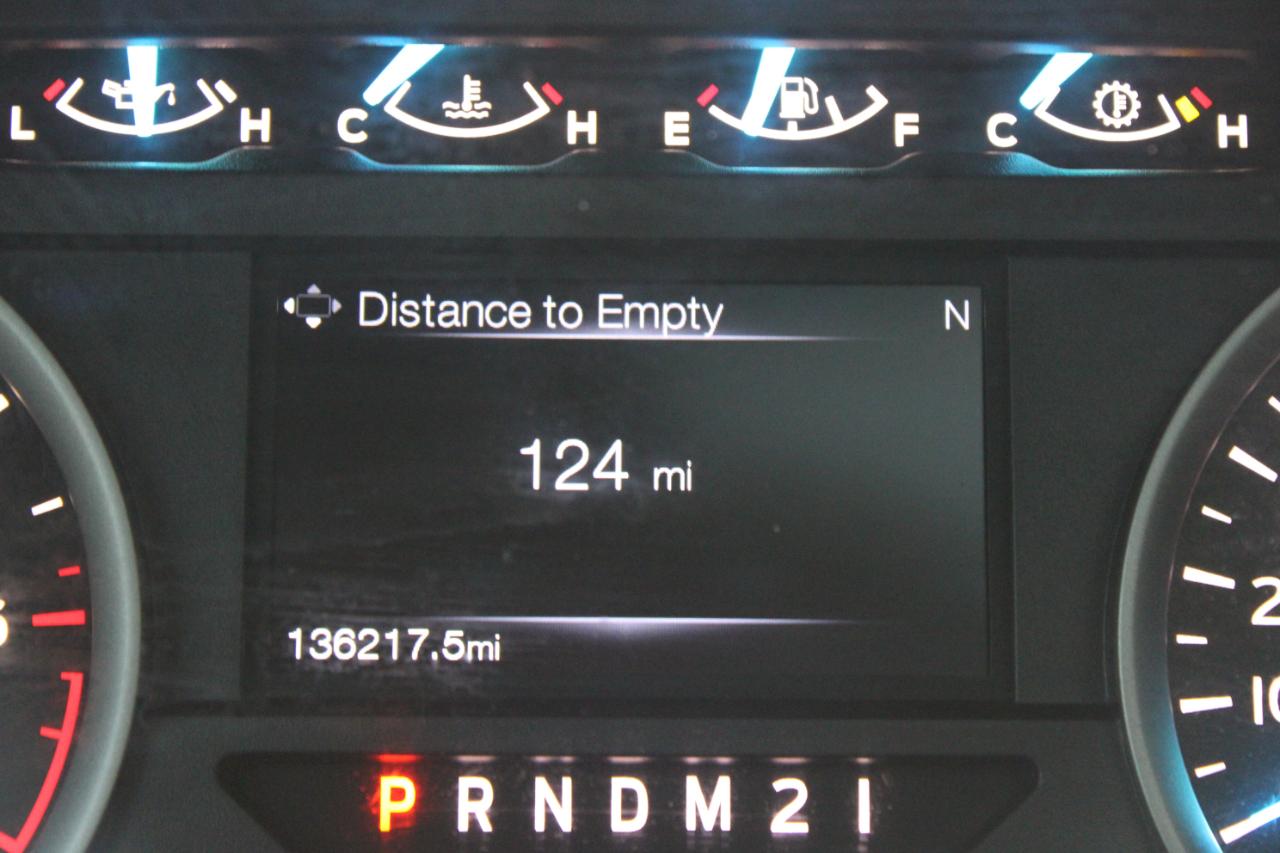 L H C H E F C H
Distance to Empty N
124 mi
136217.5mi
P R N D M 2 1